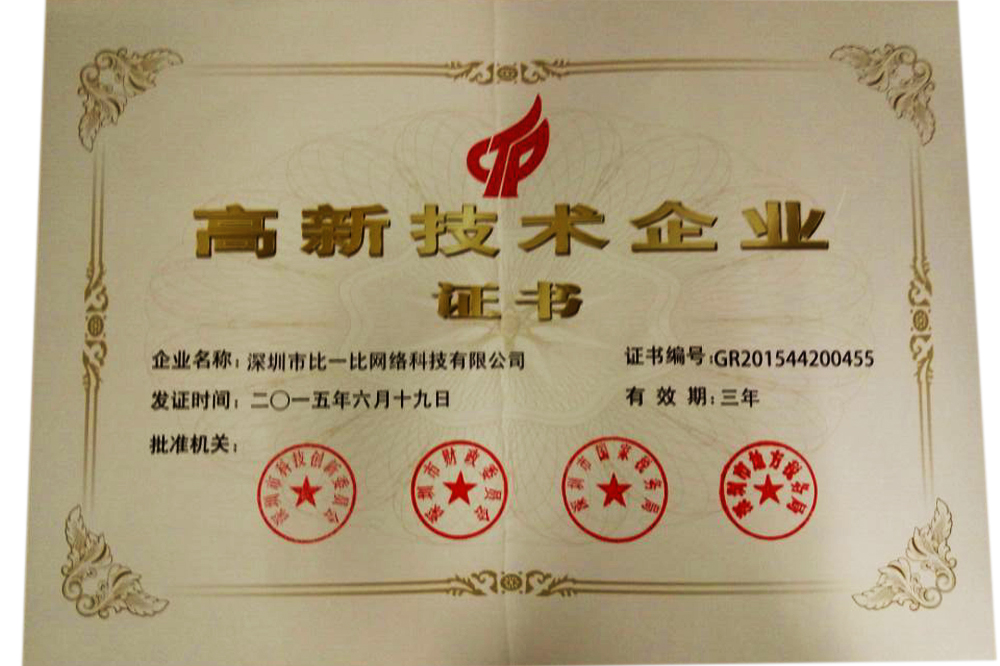 高新技术企业
证书
企业名称：深圳市比一比网络科技有限公司
证书编号：GR201544200455
发证时间：二〇一五年六月十九日
有 效 期：三年
批准机关：
深圳市科技创新委员会
深圳市财政委员会
深圳市国家税务局
深圳市地方税务局